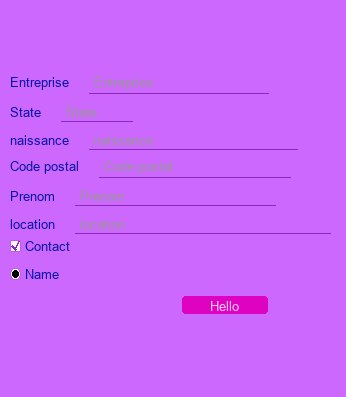 Entreprise Entreprise
State State
naissance naissance
Code postal Code postal
Prenom Prenom
location location
Contact
Name
Hello